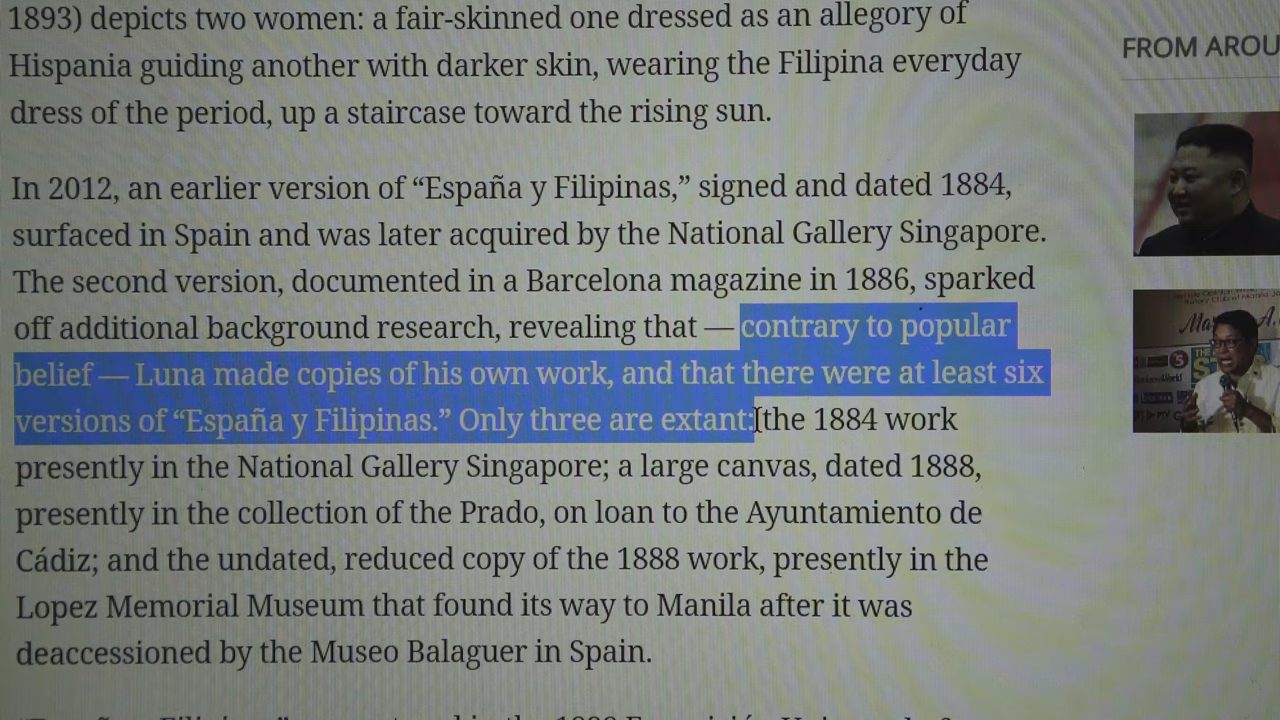 1893) depicts two women: a fair-skinned one dressed as an allegory of
Hispania guiding another with darker skin, wearing the Filipina everyday
dress of the period, up a staircase toward the rising sun.
In 2012, an earlier version of “España y Filipinas,” signed and dated 1884,
surfaced in Spain and was later acquired by the National Gallery Singapore.
The second version, documented in a Barcelona magazine in 1886, sparked
off additional background research, revealing that — contrary to popular
belief — Luna made copies of his own work, and that there were at least six
versions of “España y Filipinas.” Only three are extant: the 1884 work
presently in the National Gallery Singapore; a large canvas, dated 1888,
presently in the collection of the Prado, on loan to the Ayuntamiento de
Cádiz; and the undated, reduced copy of the 1888 work, presently in the
Lopez Memorial Museum that found its way to Manila after it was
deaccessioned by the Museo Balaguer in Spain.
FROM AROU